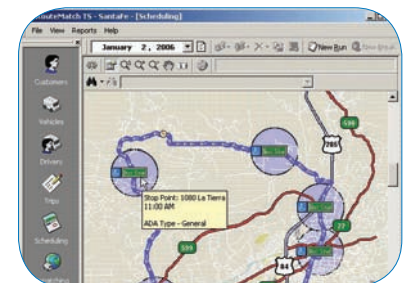 RouteMatch TS - SantaFe - [Scheduling]
File View Reports Help
January 2, 2006
New Run
Customers
Vehicles
Drivers
Trips
Scheduling
599
285
Stop Point: 1080 La Tierra
11:00 AM
ADA Type - General
599
84